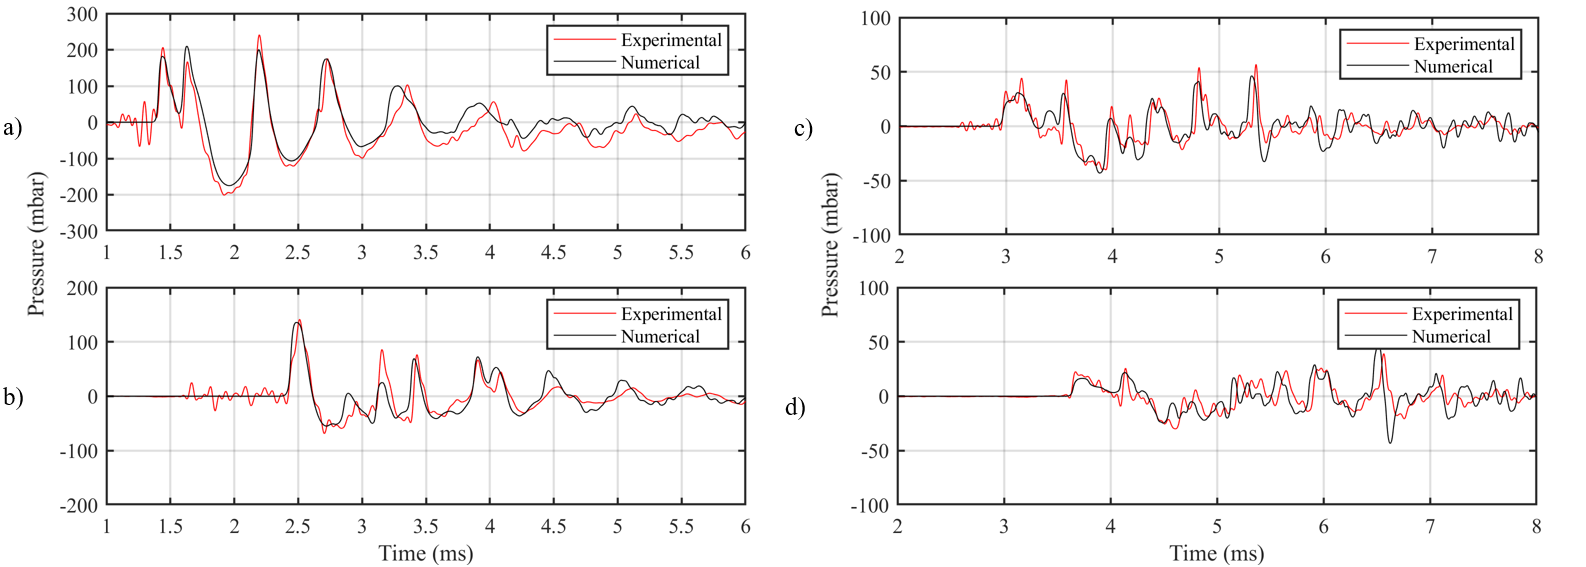 a)
Pressure (mbar)
300
200
100
0
-100
-200
-300
1 1.5 2 2.5 3 3.5 4 4.5 5 5.5 6
Experimental
Numerical
b)
200
100
0
-100
-200
1 1.5 2 2.5 3 3.5 4 4.5 5 5.5 6
Time (ms)
Experimental
Numerical
c)
Pressure (mbar)
100
50
0
-50
-100
2 3 4 5 6 7 8
Experimental
Numerical
d)
100
50
0
-50
-100
2 3 4 5 6 7 8
Time (ms)
Experimental
Numerical